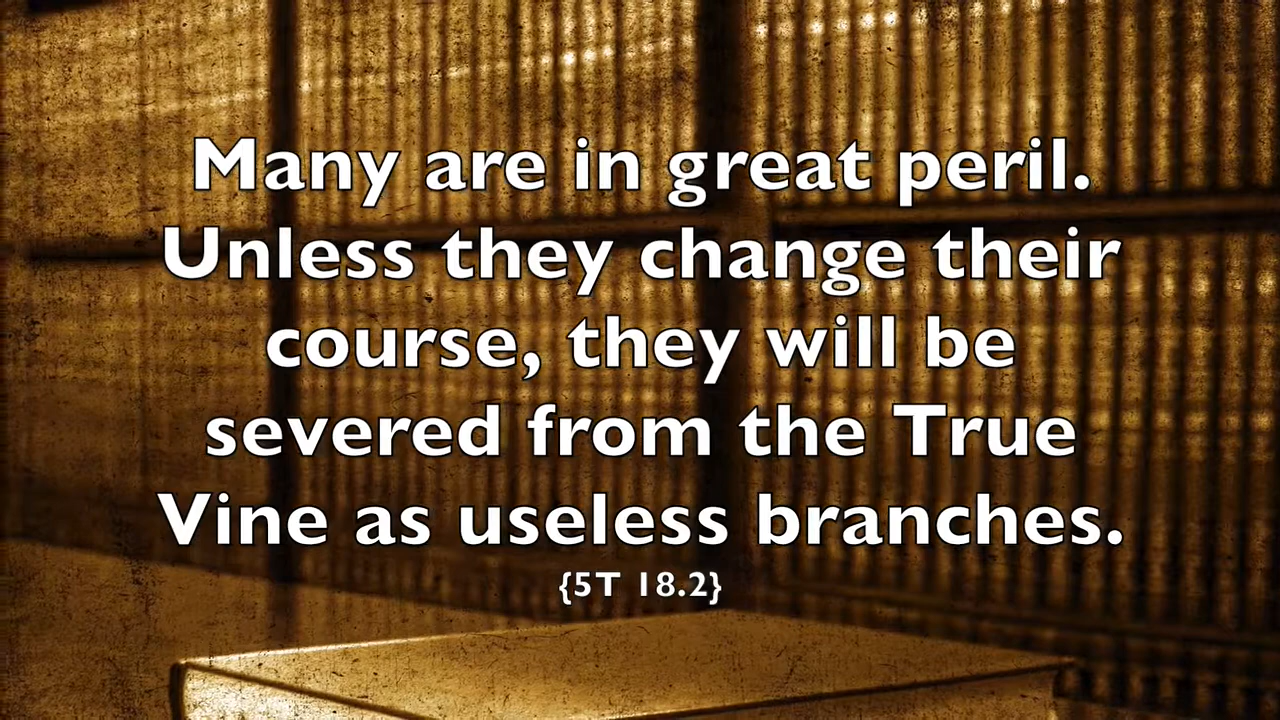 Many are in great peril.
Unless they change their
course, they will be
severed from the True
Vine as useless branches.
{5T 18.2}